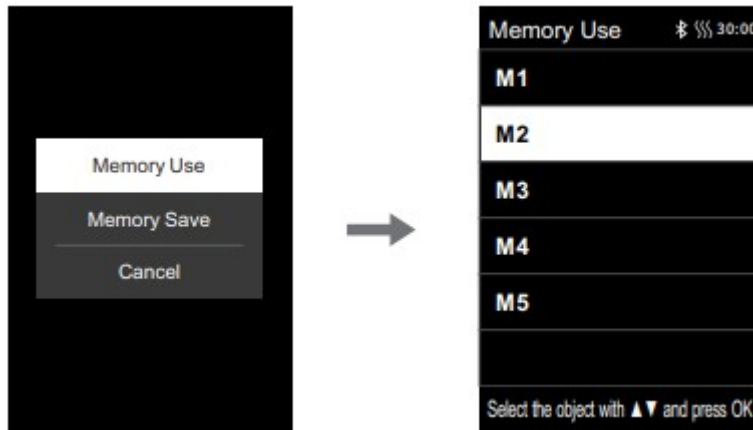 Memory Use
Memory Save
Cancel
Memory Use 30:00
M1
M2
M3
M4
M5
Select the object with ▲▼ and press OK